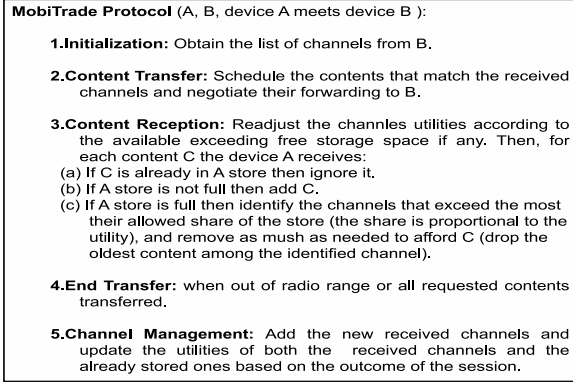 MobiTrade Protocol (A, B, device A meets device B ):
1.Initialization: Obtain the list of channels from B.
2.Content Transfer: Schedule the contents that match the received
channels and negotiate their forwarding to B.
3.Content Reception: Readjust the channles utilities according to
the available exceeding free storage space if any. Then, for
each content C the device A receives:
(a) If C is already in A store then ignore it.
(b) If A store is not full then add C.
(c) If A store is full then identify the channels that exceed the most
their allowed share of the store (the share is proportional to the
utility), and remove as mush as needed to afford C (drop the
oldest content among the identified channel).
4.End Transfer: when out of radio range or all requested contents
transferred.
5.Channel Management: Add the new received channels and
update the utilities of both the received channels and the
already stored ones based on the outcome of the session.